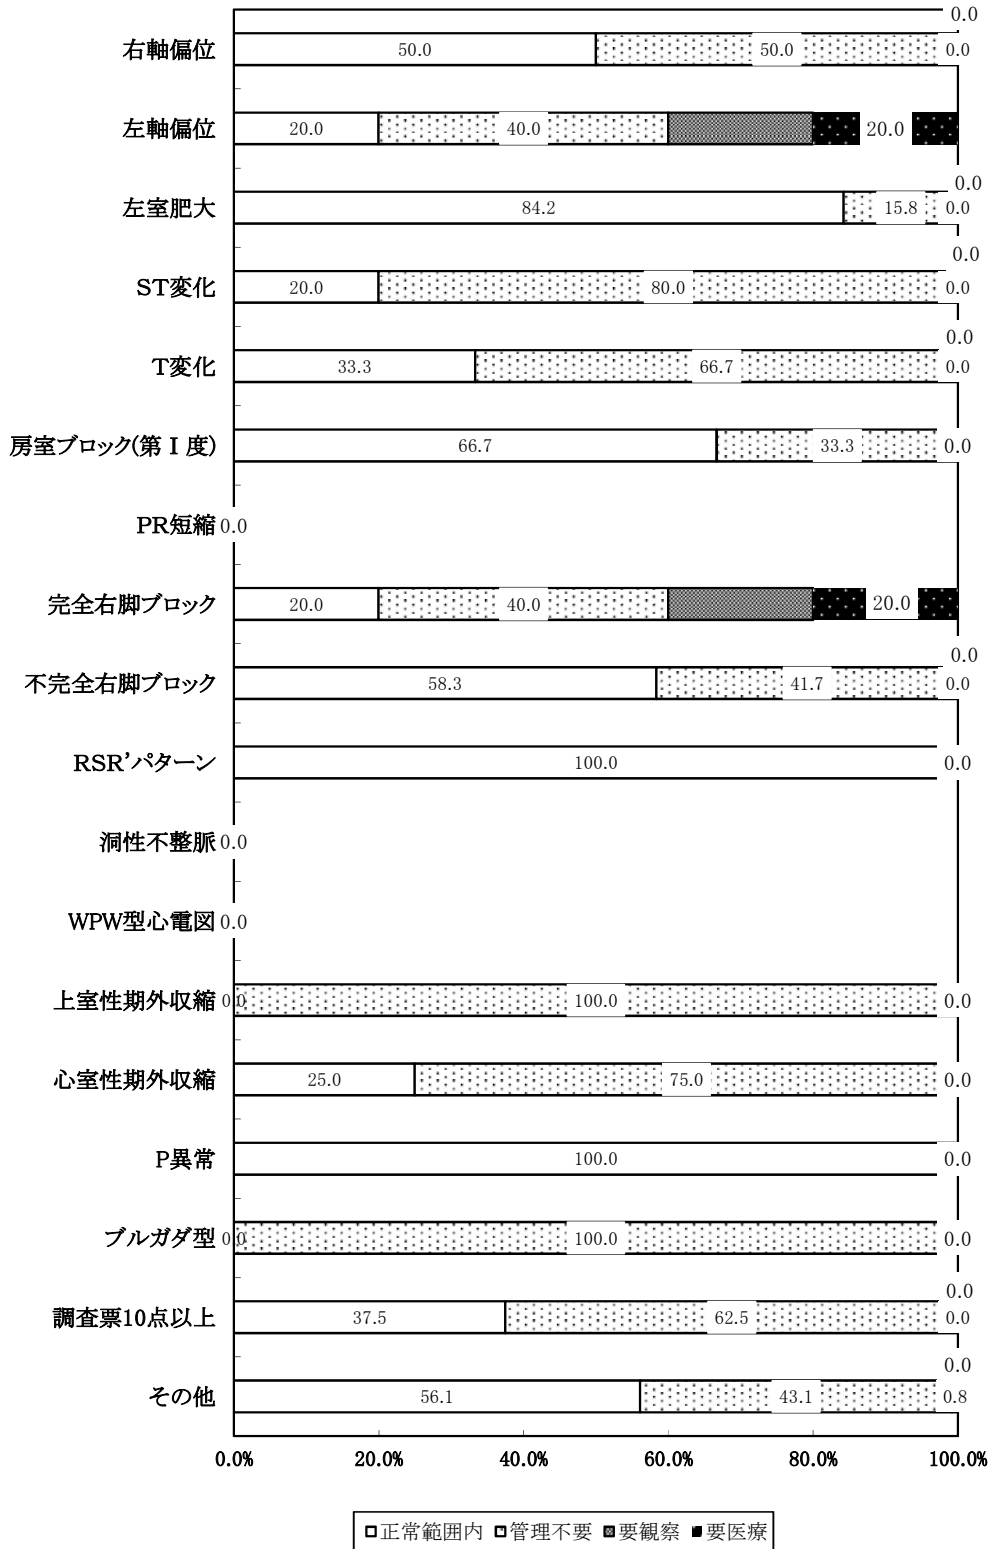 0.0
右軸偏位 50.0 50.0 0.0
左軸偏位 20.0 40.0 20.0
0.0
左室肥大 84.2 15.8 0.0
0.0
ST変化 20.0 80.0 0.0
0.0
T変化 33.3 66.7 0.0
房室ブロック(第Ⅰ度) 66.7 33.3 0.0
PR短縮 0.0
完全右脚ブロック 20.0 40.0 20.0
0.0
不完全右脚ブロック 58.3 41.7 0.0
RSR’パターン 100.0 0.0
洞性不整脈 0.0
WPW型心電図 0.0
上室性期外収縮 0.0 100.0 0.0
心室性期外収縮 25.0 75.0 0.0
P異常 100.0 0.0
ブルガダ型 0.0 100.0 0.0
0.0
調査票10点以上 37.5 62.5 0.0
0.0
その他 56.1 43.1 0.8
0.0% 20.0% 40.0% 60.0% 80.0% 100.0%
正常範囲内 管理不要 要観察 要医療